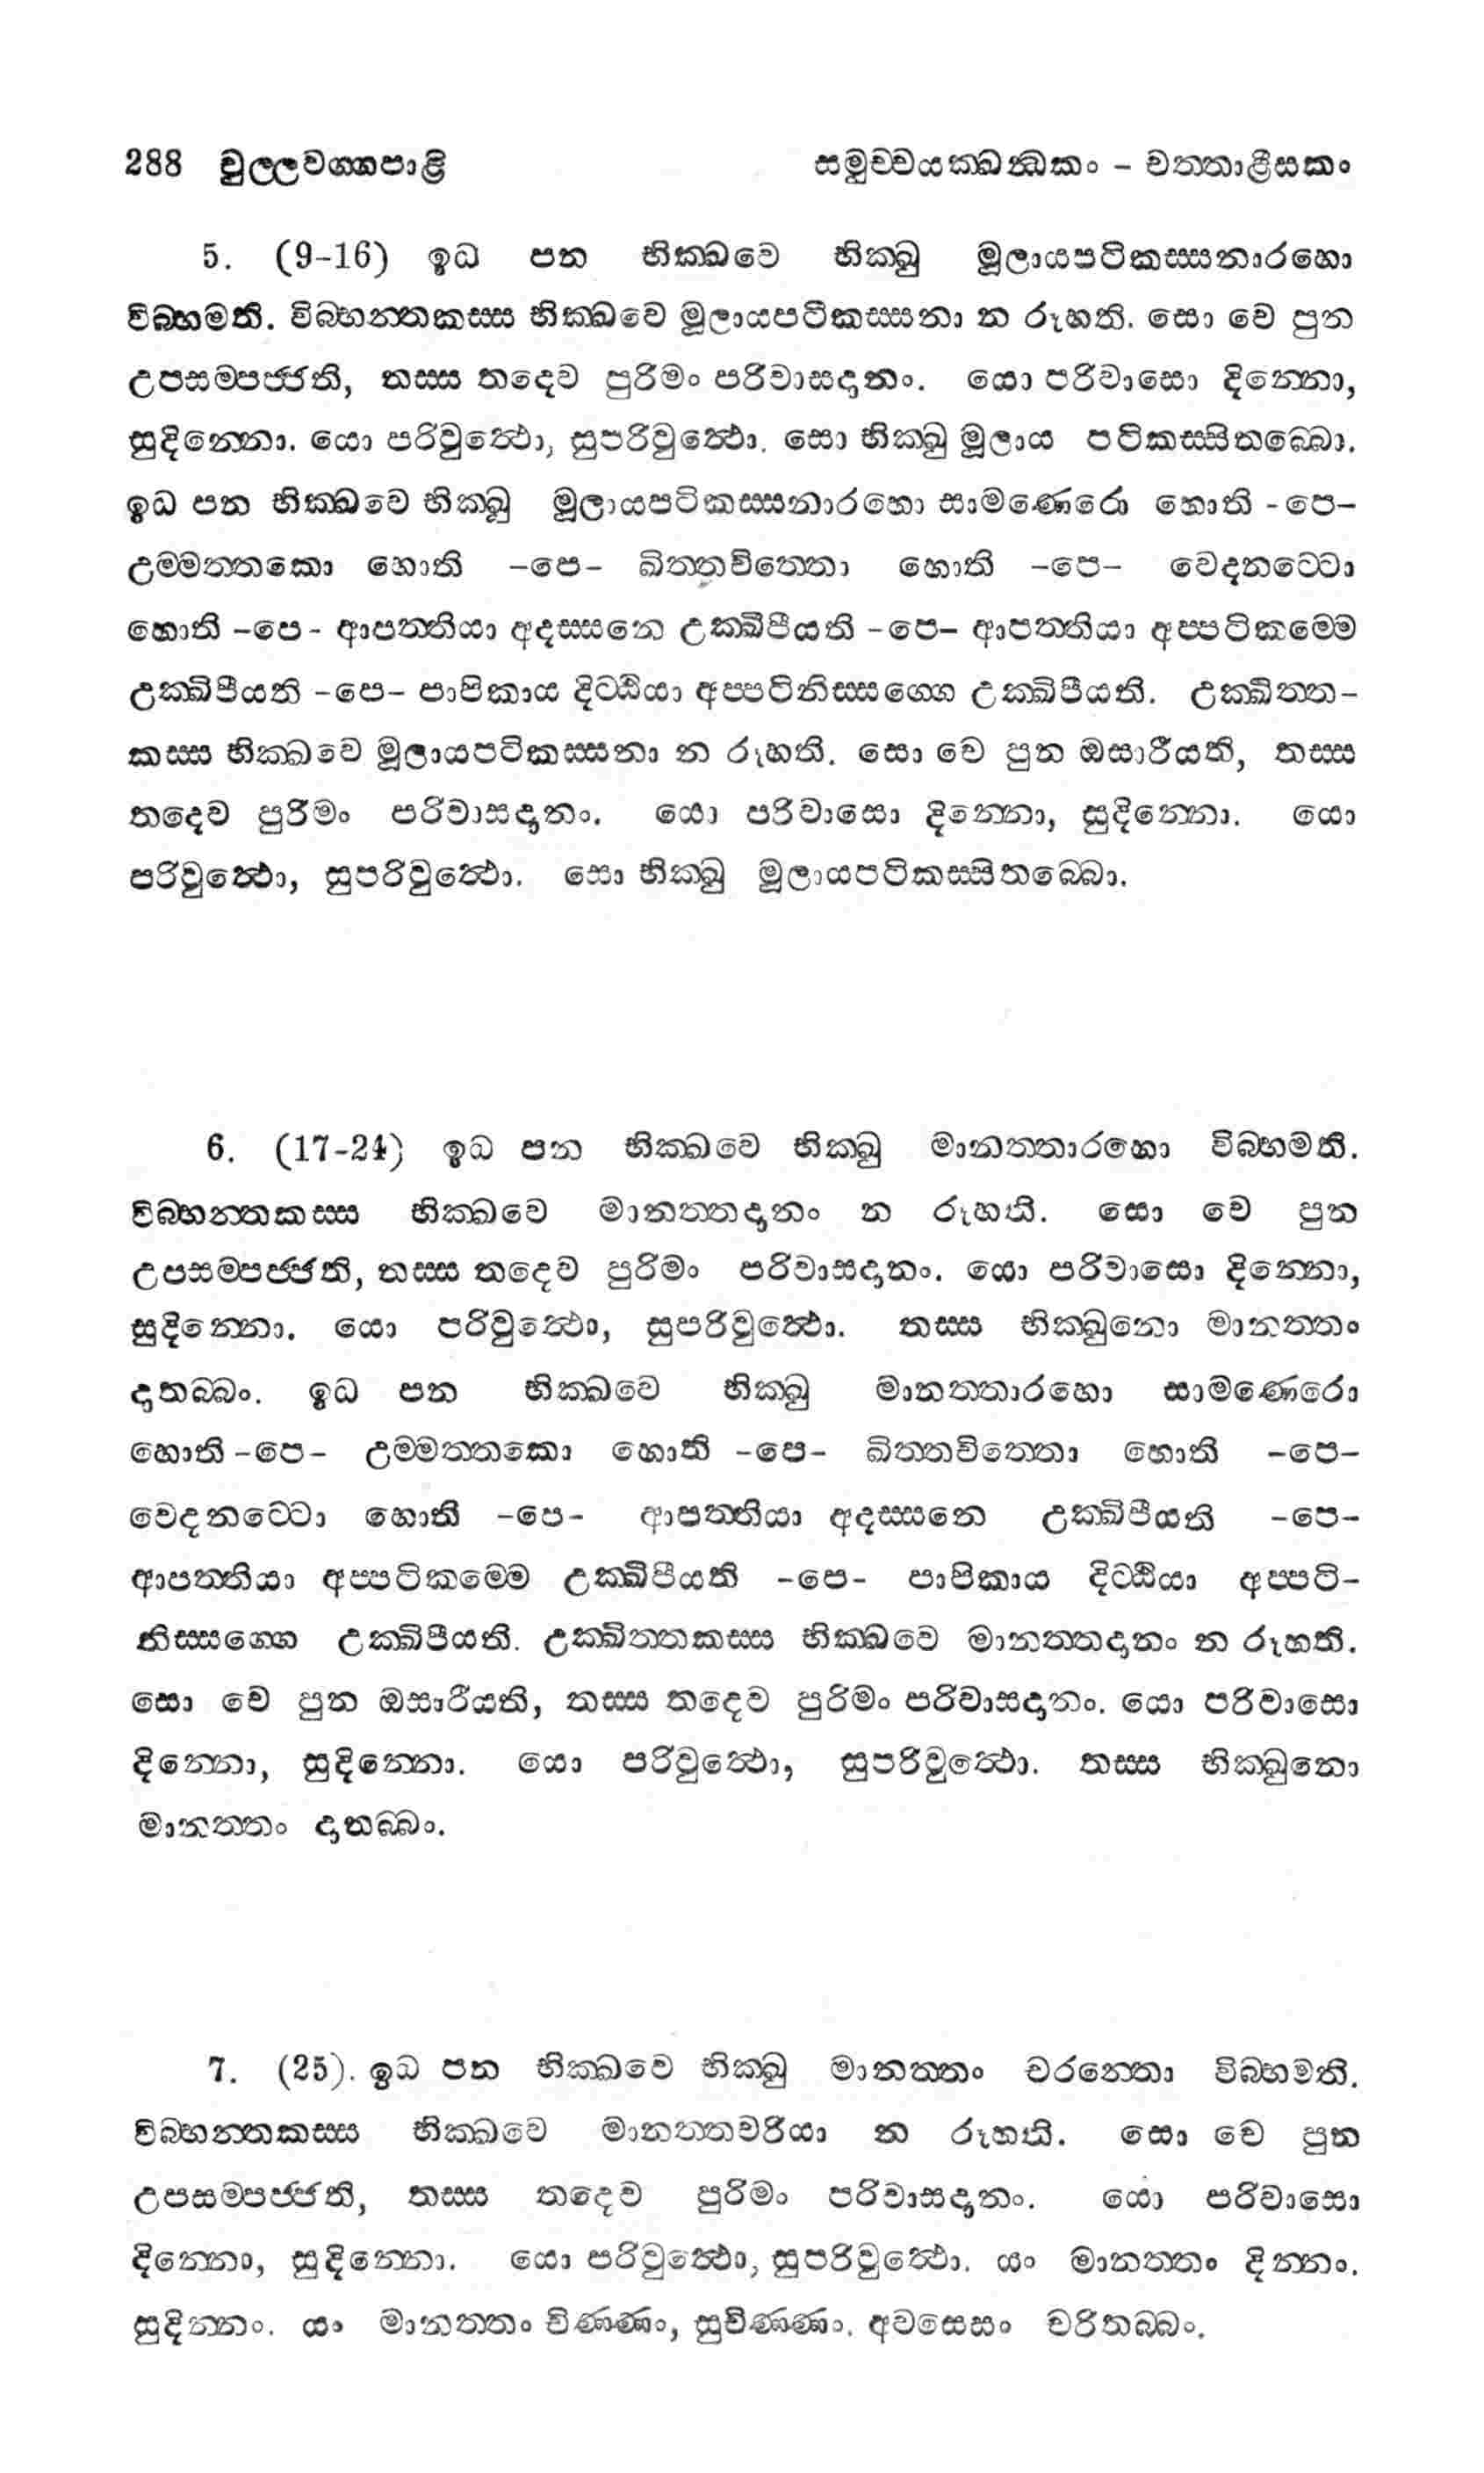 288 චුල්ලවග්ගපාළි සමුච්චයක්ඛන්ධකං – චත්තාළීසකං
5. (9-16) ඉධ පන භික්ඛවෙ භික්ඛු මූලායපටිකස්සනාරහො
විබ්භමති. විබ්භන්තකස්ස භික්ඛවෙ මූලායපටිකස්සනා න රූහති. සො චෙ පුන
උපසම්පජ්ජති, තස්ස තදෙව පුරිමං පරිවාසදානං. යො පරිවාසො දින්නො,
සුදින්නො. යො පරිවුත්ථො, සුපරිවුත්ථො. සො භික්ඛු මූලාය පටිකස්සිතබ්බො.
ඉධ පන භික්ඛවෙ භික්ඛු මූලායපටිකස්සනාරහො සාමණෙරො හොති -පෙ-
උම්මත්තකො හොති -පෙ- ඛිත්තචිත්තො හොති -පෙ- වෙදනට්ටො
හොති -පෙ- ආපත්තියා අදස්සනෙ උක්ඛිපීයති -පෙ- ආපත්තියා අප්පටිකම්මෙ
උක්ඛිපීයති -පෙ- පාපිකාය දිට්ඨියා අප්පටිනිස්සග්ගෙ උක්ඛිපීයති. උක්ඛිත්ත-
කස්ස භික්ඛවෙ මූලායපටිකස්සනා න රූහති. සො චෙ පුන ඔසාරීයති, තස්ස
තදෙව පුරිමං පරිවාසදානං. යො පරිවාසො දින්නො, සුදින්නො. යො
පරිවුත්ථො, සුපරිවුත්ථො. සො භික්ඛු මූලායපටිකස්සිතබ්බො.
6. (17-24) ඉධ පන භික්ඛවෙ භික්ඛු මානත්තාරහො විබ්භමති.
විබ්භන්තකස්ස භික්ඛවෙ මානත්තදානං න රූහති. සො චෙ පුන
උපසම්පජ්ජති, තස්ස තදෙව පුරිමං පරිවාසදානං. යො පරිවාසො දින්නො,
සුදින්නො. යො පරිවුත්ථො, සුපරිවුත්ථො. තස්ස භික්ඛුනො මානත්තං
දාතබ්බං. ඉධ පන භික්ඛවෙ භික්ඛු මානත්තාරහො සාමණෙරො
හොති -පෙ- උම්මත්තකො හොති -පෙ- ඛිත්තචිත්තො හොති -පෙ-
වෙදනට්ටො හොති -පෙ- ආපත්තියා අදස්සනෙ උක්ඛිපීයති -පෙ-
ආපත්තියා අප්පටිකම්මෙ උක්ඛිපීයති -පෙ- පාපිකාය දිට්ඨියා අප්පටි-
නිස්සග්ගෙ උක්ඛිපීයති. උක්ඛිත්තකස්ස භික්ඛවෙ මානත්තදානං න රූහති.
සො චෙ පුන ඔසාරීයති, තස්ස තදෙව පුරිමං පරිවාසදානං. යො පරිවාසො
දින්නො, සුදින්නො. යො පරිවුත්ථො, සුපරිවුත්ථො. තස්ස භික්ඛුනො
මානත්තං දාතබ්බං.
7. (25). ඉධ පන භික්ඛවෙ භික්ඛු මානත්තං චරන්තො විබ්භමති.
විබ්භන්තකස්ස භික්ඛවෙ මානත්තචරියා න රූහති. සො චෙ පුන
උපසම්පජ්ජති, තස්ස තදෙව පුරිමං පරිවාසදානං. යො පරිවාසො
දින්නො, සුදින්නො. යො පරිවුත්ථො, සුපරිවුත්ථො. යං මානත්තං දින්නං.
සුදින්නං. යං මානත්තං චිණ්ණං, සුචිණ්ණං. අවසෙසං චරිතබ්බං.